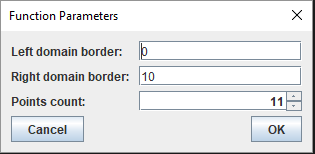 Function Parameters
Left domain border: 0
Right domain border: 10
Points count: 11
Cancel OK